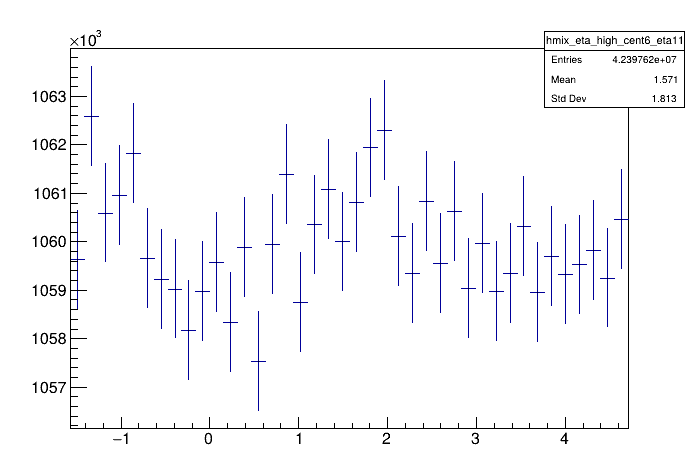 ×10³
hmix_eta_high_cent6_eta11
Entries 4.239762e+07
Mean 1.571
Std Dev 1.813
1063
1062
1061
1060
1059
1058
1057
−1 0 1 2 3 4